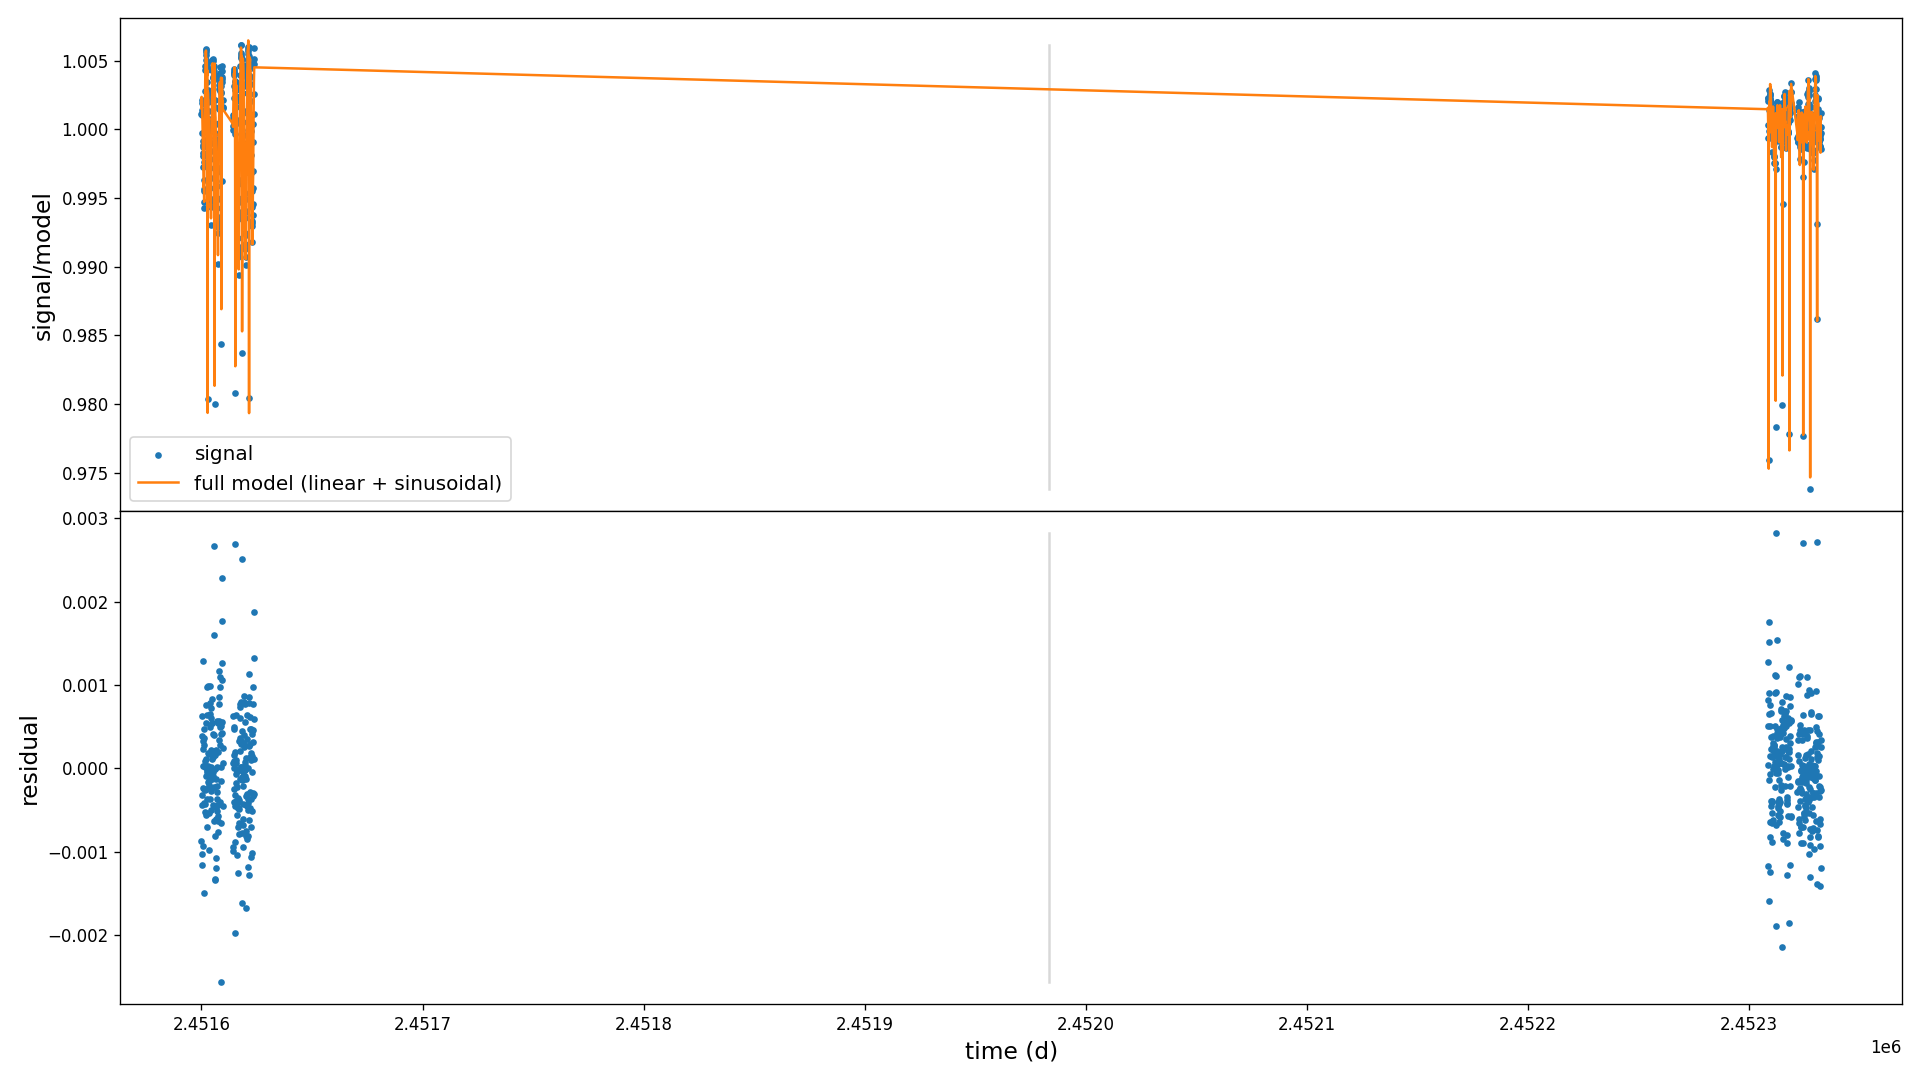 1.005
1.000
0.995
0.990
0.985
0.980
0.975
signal/model
signal
full model (linear + sinusoidal)
0.003
0.002
0.001
0.000
−0.001
−0.002
residual
2.4516 2.4517 2.4518 2.4519 2.4520 2.4521 2.4522 2.4523
1e6
time (d)